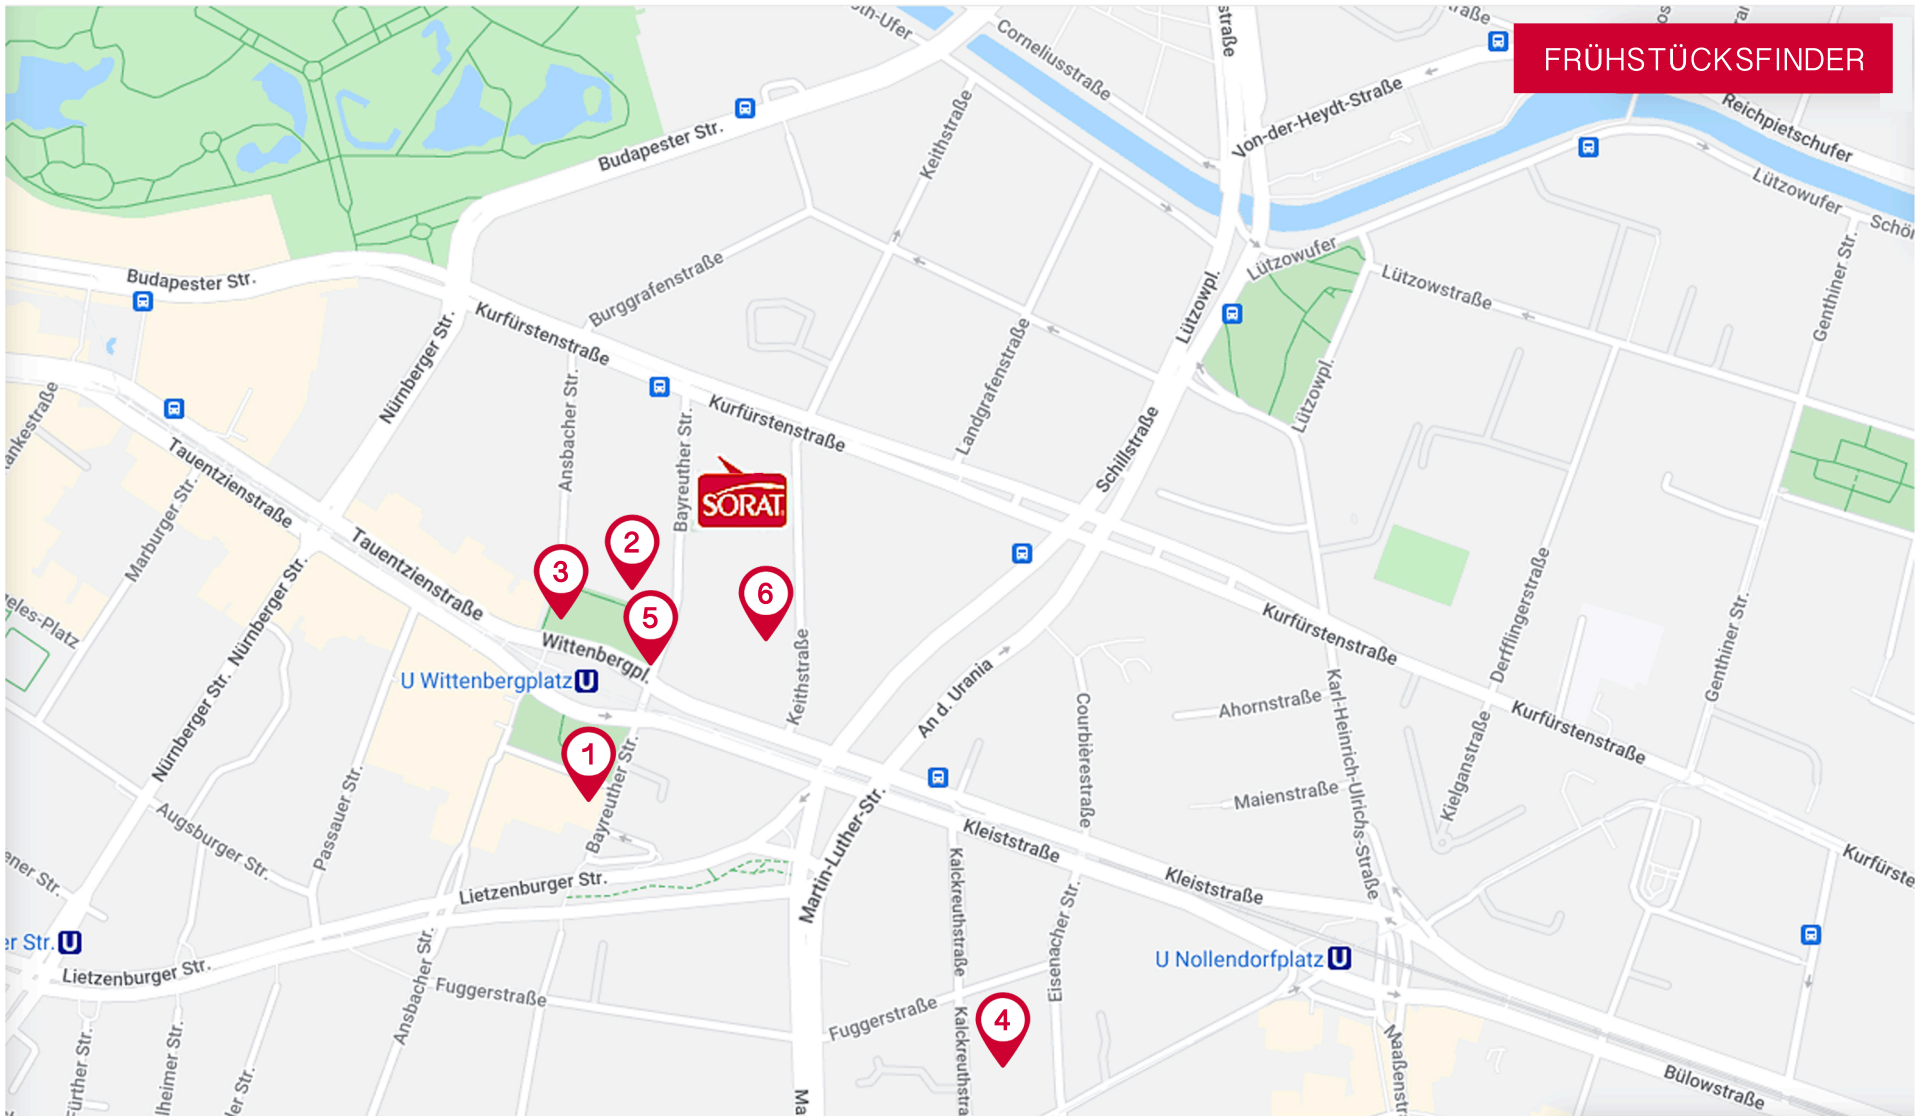 FRÜHSTÜCKSFINDER
Corneliusstraße
Von-der-Heydt-Straße
Reichpietschufer
Budapester Str.
Keithstraße
Lützowufer
Lützowufer
Genthiner Str.
Budapester Str.
Burggrafenstraße
Lützowpl.
Lützowstraße
Kurfürstenstraße
Nürnberger Str.
Landgrafenstraße
Lützowpl.
Ansbacher Str.
Kurfürstenstraße
Bayreuther Str.
Schillstraße
Tauentzienstraße
Marburger Str.
SORAT
Tauentzienstraße
2
3
6
5
Derfflingerstraße
Kurfürstenstraße
Genthiner Str.
Nürnberger Str.
Nürnberger Str.
Wittenbergpl.
U Wittenbergplatz U
Keithstraße
An d. Urania
Courbièrestraße
Ahornstraße
Karl-Heinrich-Ulrichs-Straße
Kurfürstenstraße
Kielganstraße
1
Bayreuther Str.
Maienstraße
Passauer Str.
Augsburger Str.
Martin-Luther-Str.
Kleiststraße
Kleiststraße
Lietzenburger Str.
Kalckreuthstraße
Eisenacher Str.
U
U Nollendorfplatz U
Lietzenburger Str.
Ansbacher Str.
Fuggerstraße
Fuggerstraße
4
Bülowstraße